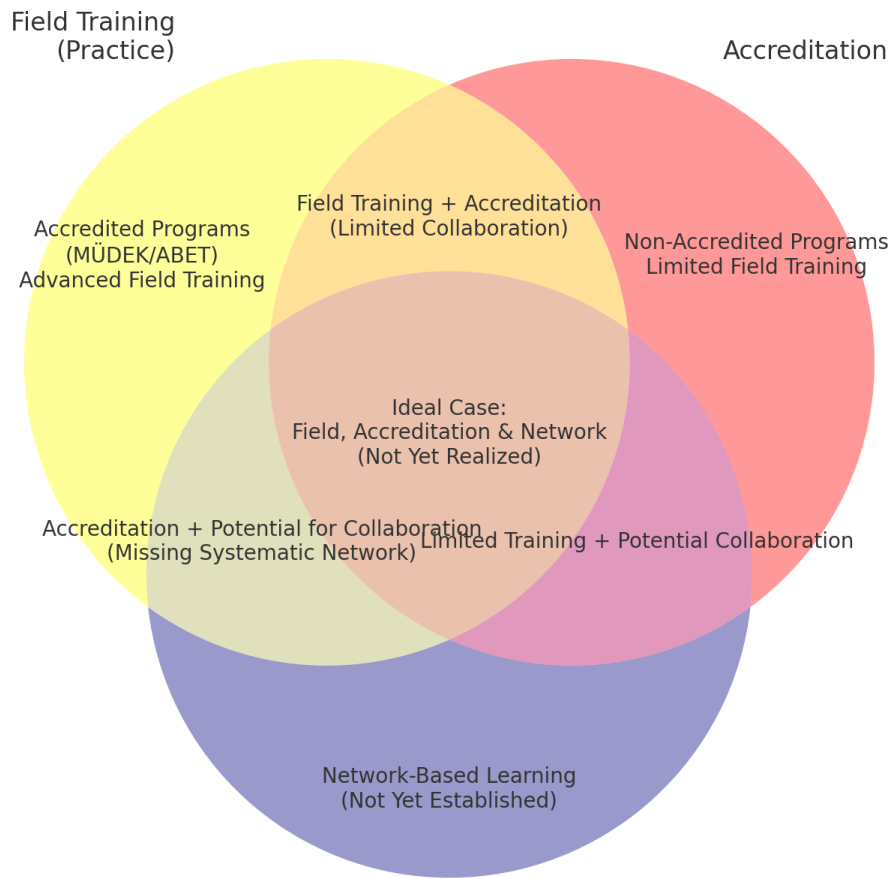 Field Training
(Practice)
Accreditation
Field Training + Accreditation
(Limited Collaboration)
Accredited Programs
(MÜDEK/ABET)
Advanced Field Training
Non-Accredited Programs
Limited Field Training
Ideal Case:
Field, Accreditation & Network
(Not Yet Realized)
Accreditation + Potential for Collaboration
(Missing Systematic Network)
Limited Training + Potential Collaboration
Network-Based Learning
(Not Yet Established)